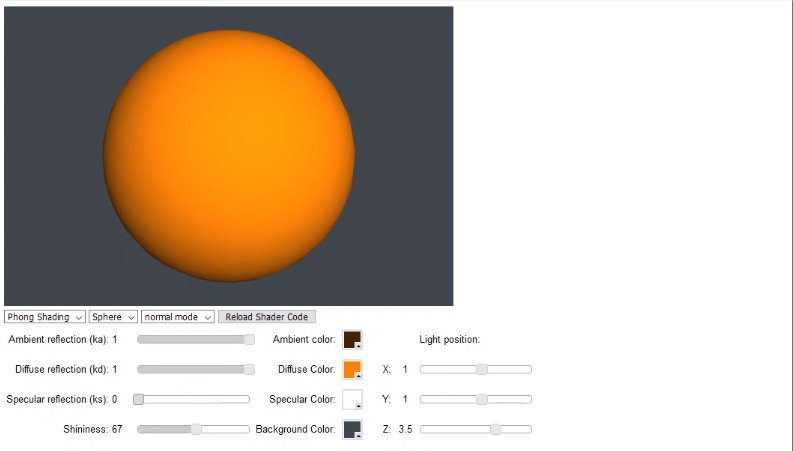 Phong Shading Sphere normal mode Reload Shader Code
Ambient reflection (ka): 1 Ambient color: Light position:
Diffuse reflection (kd): 1 Diffuse Color: X: 1
Specular reflection (ks): 0 Specular Color: Y: 1
Shininess: 67 Background Color: Z: 3.5